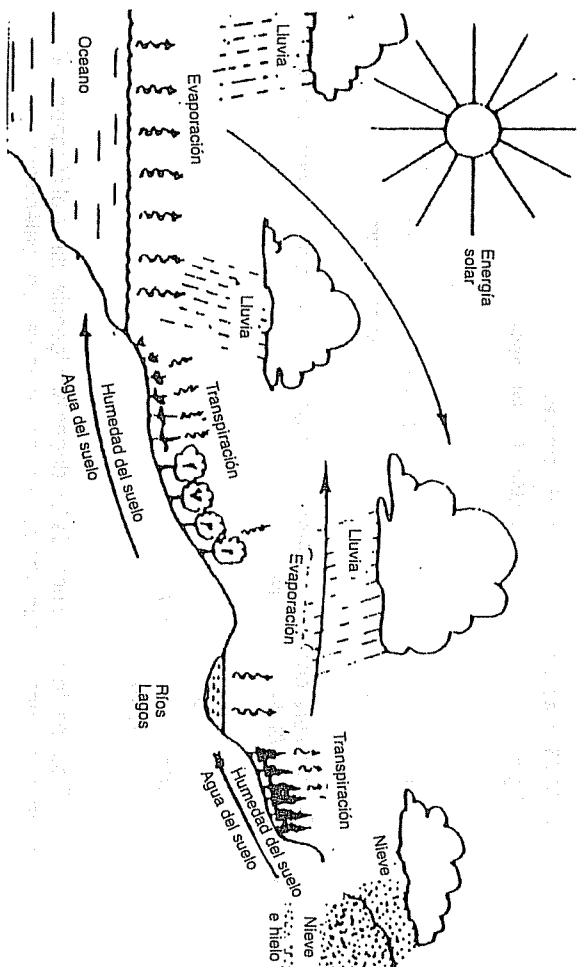 Energía
solar
Nieve
Lluvia
Transpiración
Nieve
e hielo
Evaporación
Lluvia
Lluvia
Humedad del suelo
Agua del suelo
Transpiración
Evaporación
Ríos
Lagos
Humedad del suelo
Agua del suelo
Oceano